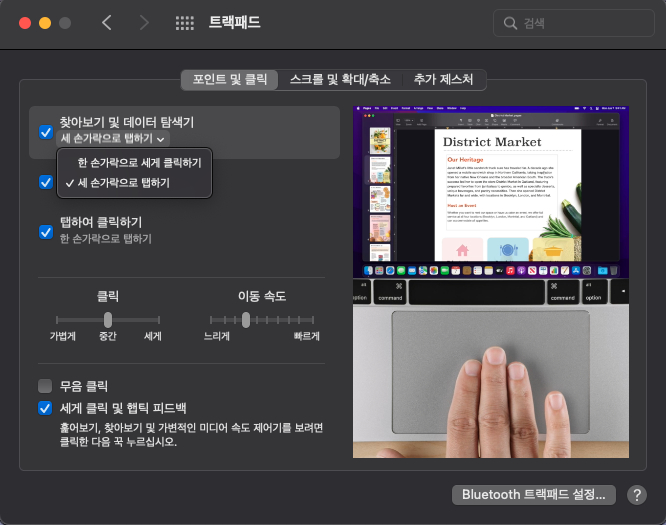 트랙패드
검색
포인트 및 클릭
스크롤 및 확대/축소
추가 제스처
찾아보기 및 데이터 탐색기
세 손가락으로 탭하기
한 손가락으로 세게 클릭하기
✓ 세 손가락으로 탭하기
탭하여 클릭하기
한 손가락으로 탭하기
클릭
이동 속도
가볍게 중간 세게
느리게 빠르게
무음 클릭
세게 클릭 및 햅틱 피드백
훑어보기, 찾아보기 및 가변적인 미디어 속도 제어기를 보려면
클릭한 다음 꾹 누르십시오.
District Market
Our Heritage
Host an Event
⌘ ⌘
option command command option
Bluetooth 트랙패드 설정...
?